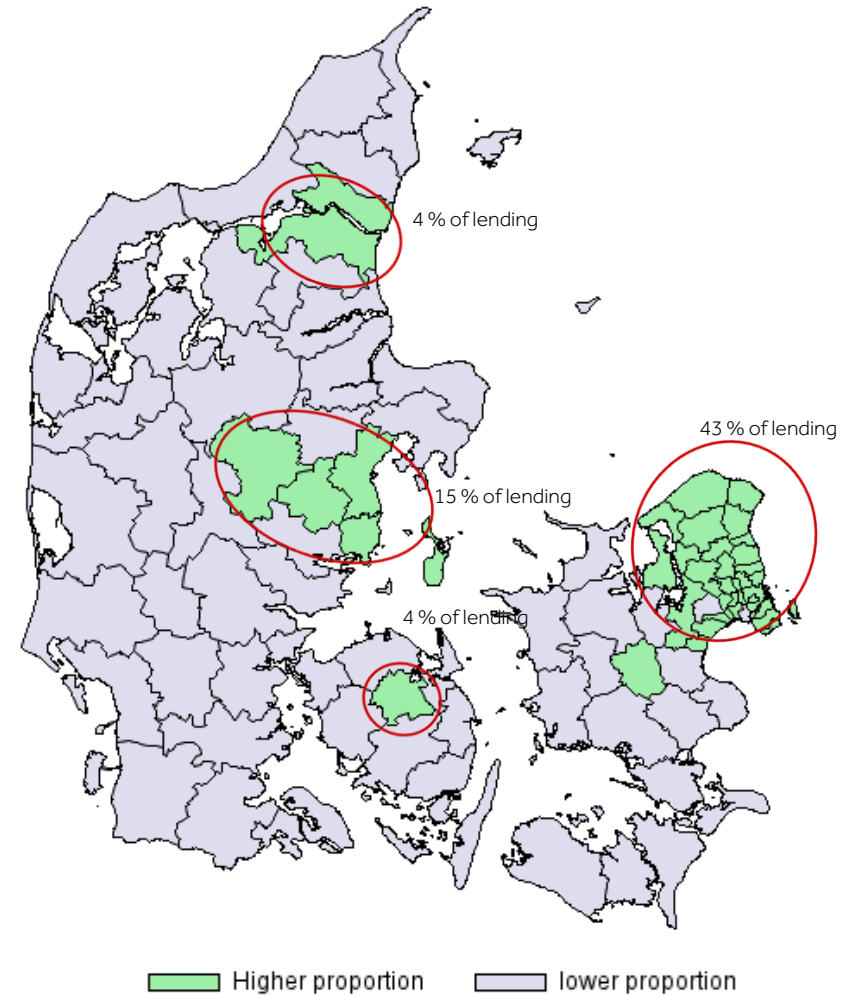 4 % of lending
43 % of lending
15 % of lending
4 % of lending
Higher proportion
lower proportion